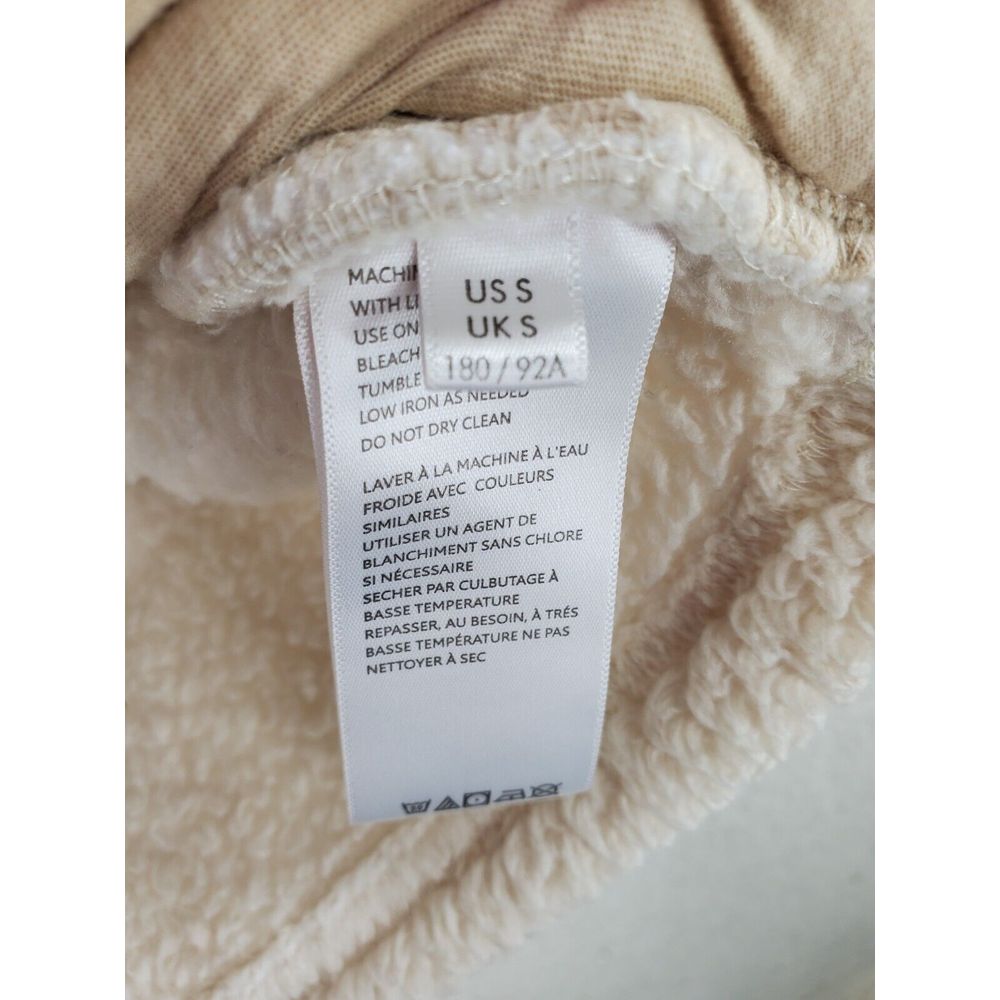 US S
UK S
180 / 92A
WITH
USE
BLEACH
TUMBLE
LOW IRON AS NEEDED
DO NOT DRY CLEAN
LAVER À LA MACHINE À L'EAU
FROIDE AVEC COULEURS
SIMILAIRES
UTILISER UN AGENT DE
BLANCHIMENT SANS CHLORE
SI NÉCESSAIRE
SECHER PAR CULBUTAGE À
BASSE TEMPERATURE
REPASSER, AU BESOIN, À TRÉS
BASSE TEMPÉRATURE NE PAS
NETTOYER À SEC